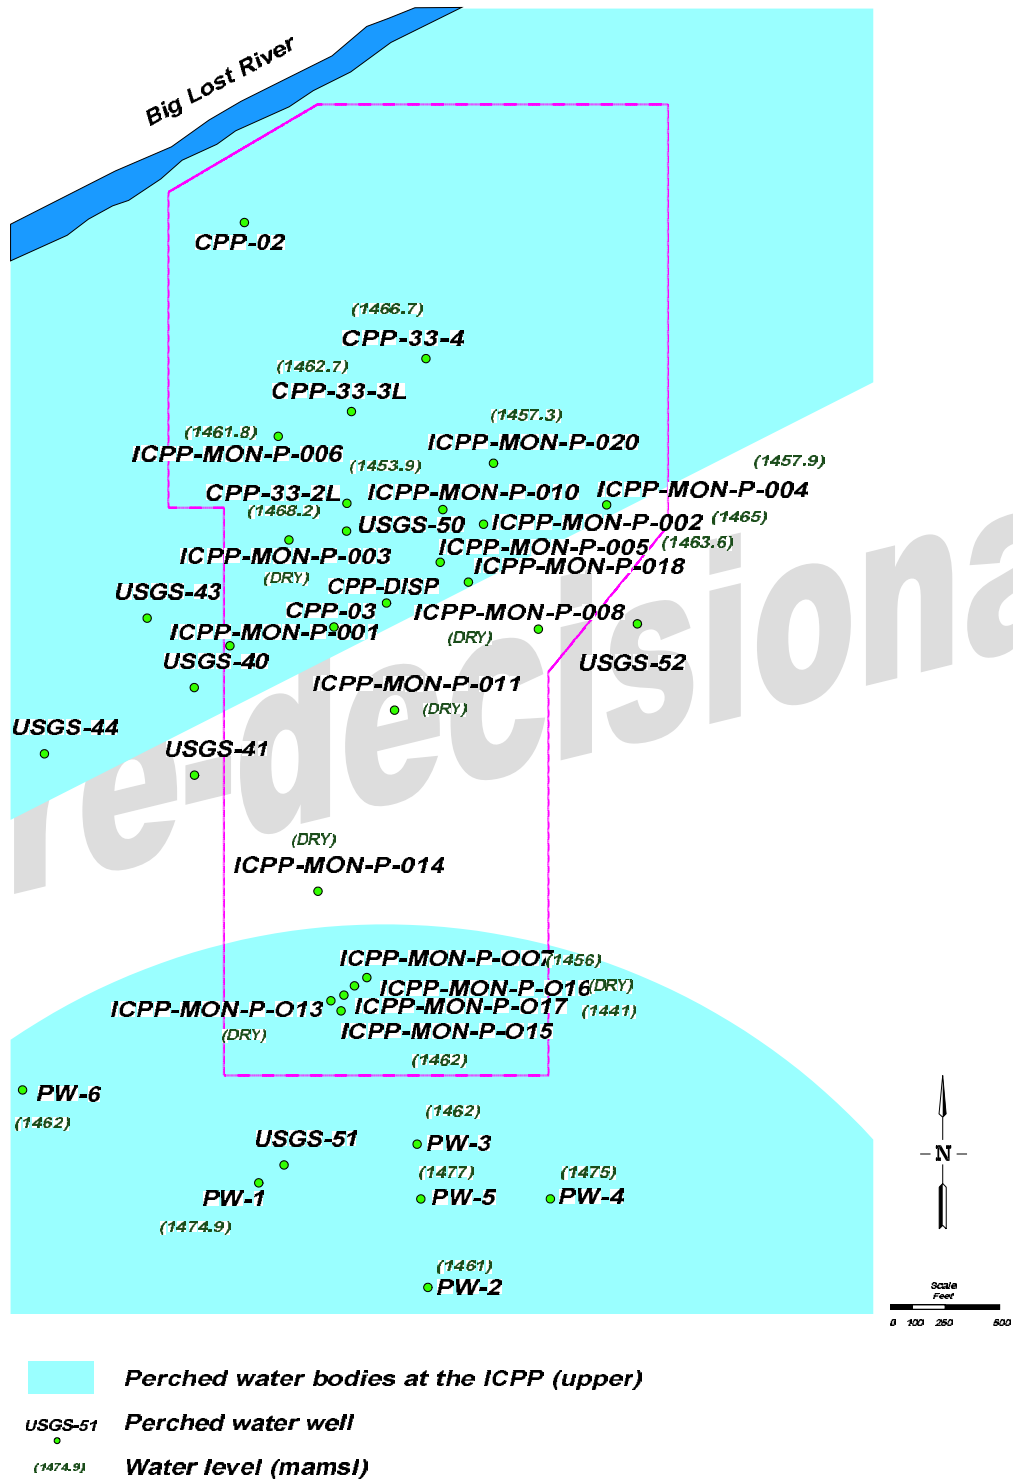 Big Lost River
CPP-02
(1466.7)
CPP-33-4
(1462.7)
CPP-33-3L
(1457.3)
(1461.8)
ICPP-MON-P-020
ICPP-MON-P-006
(1453.9)
(1457.9)
CPP-33-2L
ICPP-MON-P-010
ICPP-MON-P-004
(1468.2)
USGS-50
ICPP-MON-P-002
(1465)
ICPP-MON-P-003
ICPP-MON-P-005
(1463.6)
(DRY)
ICPP-MON-P-018
CPP-DISP
USGS-43
CPP-03
ICPP-MON-P-008
ICPP-MON-P-001
(DRY)
USGS-40
USGS-52
ICPP-MON-P-011
(DRY)
USGS-44
USGS-41
re-decisiona
(DRY)
ICPP-MON-P-014
ICPP-MON-P-OO7
(1456)
ICPP-MON-P-O16
(DRY)
ICPP-MON-P-O13
ICPP-MON-P-O17
(1441)
(DRY)
ICPP-MON-P-O15
(1462)
PW-6
(1462)
(1462)
USGS-51
PW-3
(1477)
(1475)
PW-1
PW-5
PW-4
(1474.9)
(1461)
PW-2
N
Scale
Feet
0 100 250 500
Perched water bodies at the ICPP (upper)
USGS-51
Perched water well
(1474.9)
Water level (mamsl)